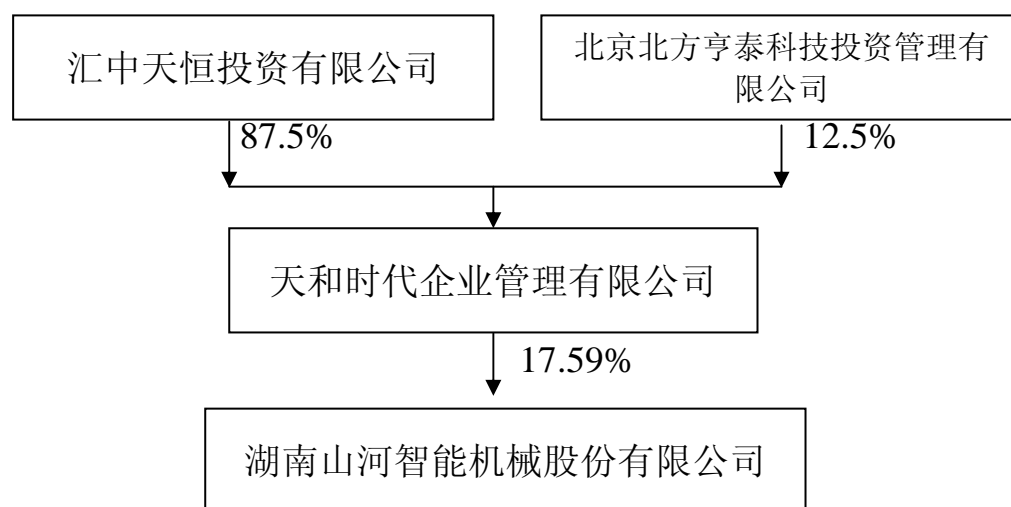 汇中天恒投资有限公司
北京北方亨泰科技投资管理有
限公司
87.5%
12.5%
天和时代企业管理有限公司
17.59%
湖南山河智能机械股份有限公司